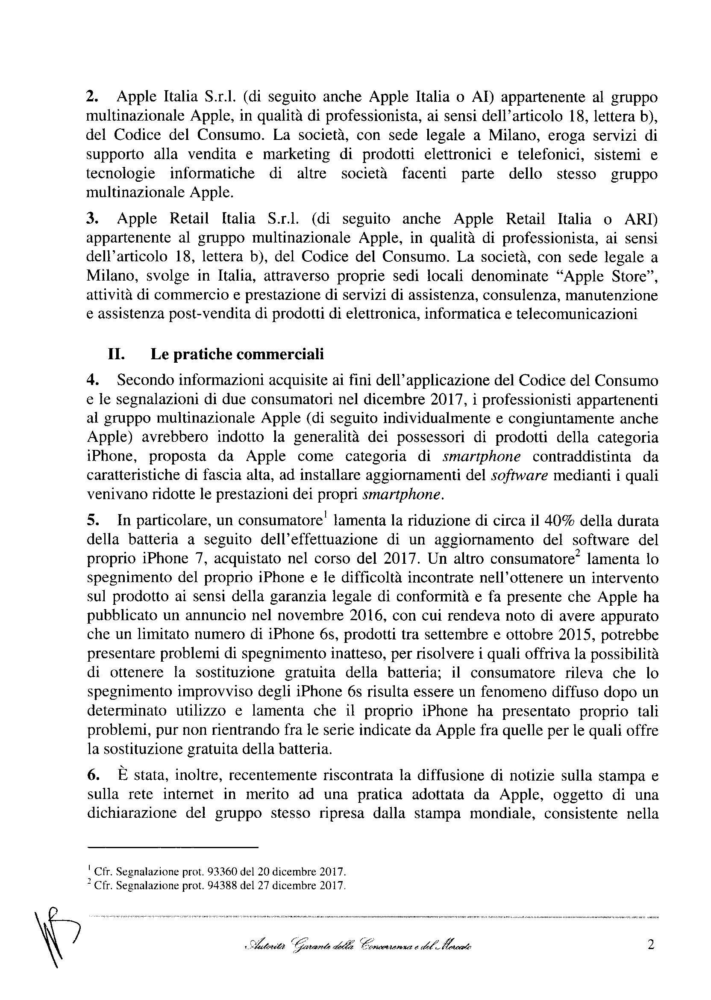 2. Apple Italia S.r.l. (di seguito anche Apple Italia o AI) appartenente al gruppo
multinazionale Apple, in qualità di professionista, ai sensi dell'articolo 18, lettera b),
del Codice del Consumo. La società, con sede legale a Milano, eroga servizi di
supporto alla vendita e marketing di prodotti elettronici e telefonici, sistemi e
tecnologie informatiche di altre società facenti parte dello stesso gruppo
multinazionale Apple.
3. Apple Retail Italia S.r.l. (di seguito anche Apple Retail Italia o ARI)
appartenente al gruppo multinazionale Apple, in qualità di professionista, ai sensi
dell'articolo 18, lettera b), del Codice del Consumo. La società, con sede legale a
Milano, svolge in Italia, attraverso proprie sedi locali denominate “Apple Store”,
attività di commercio e prestazione di servizi di assistenza, consulenza, manutenzione
e assistenza post-vendita di prodotti di elettronica, informatica e telecomunicazioni
II. Le pratiche commerciali
4. Secondo informazioni acquisite ai fini dell'applicazione del Codice del Consumo
e le segnalazioni di due consumatori nel dicembre 2017, i professionisti appartenenti
al gruppo multinazionale Apple (di seguito individualmente e congiuntamente anche
Apple) avrebbero indotto la generalità dei possessori di prodotti della categoria
iPhone, proposta da Apple come categoria di smartphone contraddistinta da
caratteristiche di fascia alta, ad installare aggiornamenti del software medianti i quali
venivano ridotte le prestazioni dei propri smartphone.
5. In particolare, un consumatore¹ lamenta la riduzione di circa il 40% della durata
della batteria a seguito dell'effettuazione di un aggiornamento del software del
proprio iPhone 7, acquistato nel corso del 2017. Un altro consumatore² lamenta lo
spegnimento del proprio iPhone e le difficoltà incontrate nell'ottenere un intervento
sul prodotto ai sensi della garanzia legale di conformità e fa presente che Apple ha
pubblicato un annuncio nel novembre 2016, con cui rendeva noto di avere appurato
che un limitato numero di iPhone 6s, prodotti tra settembre e ottobre 2015, potrebbe
presentare problemi di spegnimento inatteso, per risolvere i quali offriva la possibilità
di ottenere la sostituzione gratuita della batteria; il consumatore rileva che lo
spegnimento improvviso degli iPhone 6s risulta essere un fenomeno diffuso dopo un
determinato utilizzo e lamenta che il proprio iPhone ha presentato proprio tali
problemi, pur non rientrando fra le serie indicate da Apple fra quelle per le quali offre
la sostituzione gratuita della batteria.
6. È stata, inoltre, recentemente riscontrata la diffusione di notizie sulla stampa e
sulla rete internet in merito ad una pratica adottata da Apple, oggetto di una
dichiarazione del gruppo stesso ripresa dalla stampa mondiale, consistente nella
¹ Cfr. Segnalazione prot. 93360 del 20 dicembre 2017.
² Cfr. Segnalazione prot. 94388 del 27 dicembre 2017.
Autorità Garante della Concorrenza e del Mercato
2